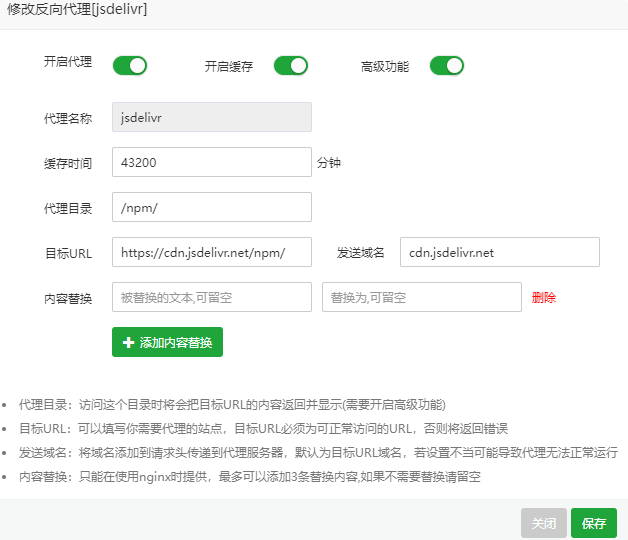 修改反向代理[jsdelivr]
开启代理 开启缓存 高级功能
代理名称 jsdelivr
缓存时间 43200 分钟
代理目录 /npm/
目标URL https://cdn.jsdelivr.net/npm/ 发送域名 cdn.jsdelivr.net
内容替换 被替换的文本,可留空 替换为,可留空 删除
添加内容替换
代理目录：访问这个目录时将会把目标URL的内容返回并显示(需要开启高级功能)
目标URL：可以填写你需要代理的站点，目标URL必须为可正常访问的URL，否则将返回错误
发送域名：将域名添加到请求头传递到代理服务器，默认为目标URL域名，若设置不当可能导致代理无法正常运行
内容替换：只能在使用nginx时提供，最多可以添加3条替换内容,如果不需要替换请留空
关闭 保存